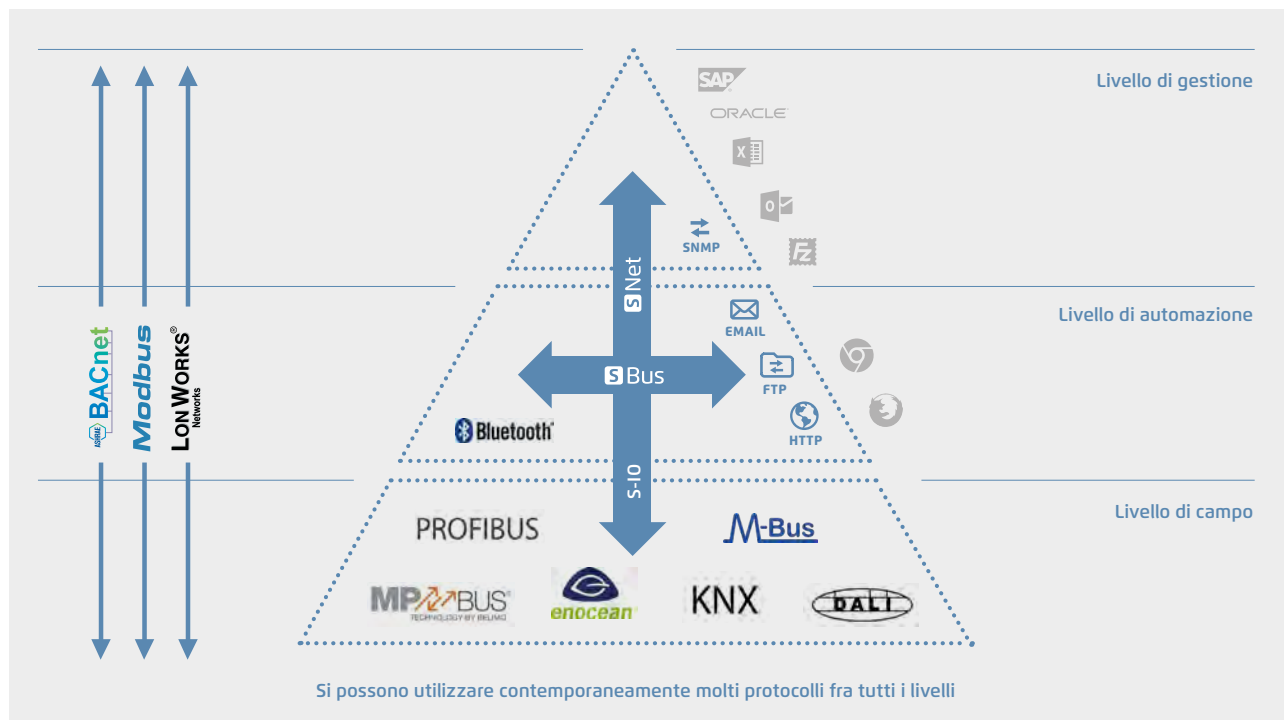 SAP
ORACLE
Livello di gestione
SNMP
S Net
Livello di automazione
EMAIL
S Bus
FTP
HTTP
Bluetooth®
ASHRAE BACnet
Modbus
LONWORKS®
Networks
S-IO
Livello di campo
PROFIBUS
M-Bus
MP BUS®
TECHNOLOGY BY BELIMO
enocean®
KNX
DALI
Si possono utilizzare contemporaneamente molti protocolli fra tutti i livelli